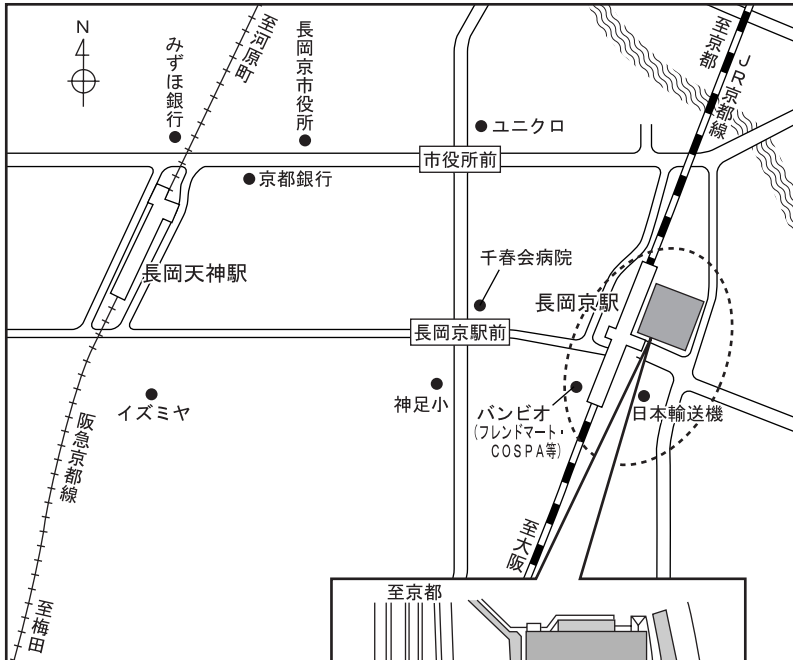 N
至河原町
みずほ銀行
長岡京市役所
ユニクロ
至京都
JR京都線
市役所前
京都銀行
長岡天神駅
千春会病院
長岡京駅
長岡京駅前
イズミヤ
神足小
バンビオ
(フレンドマート・
COSPA等)
日本輸送機
阪急京都線
至大阪
至梅田
至京都